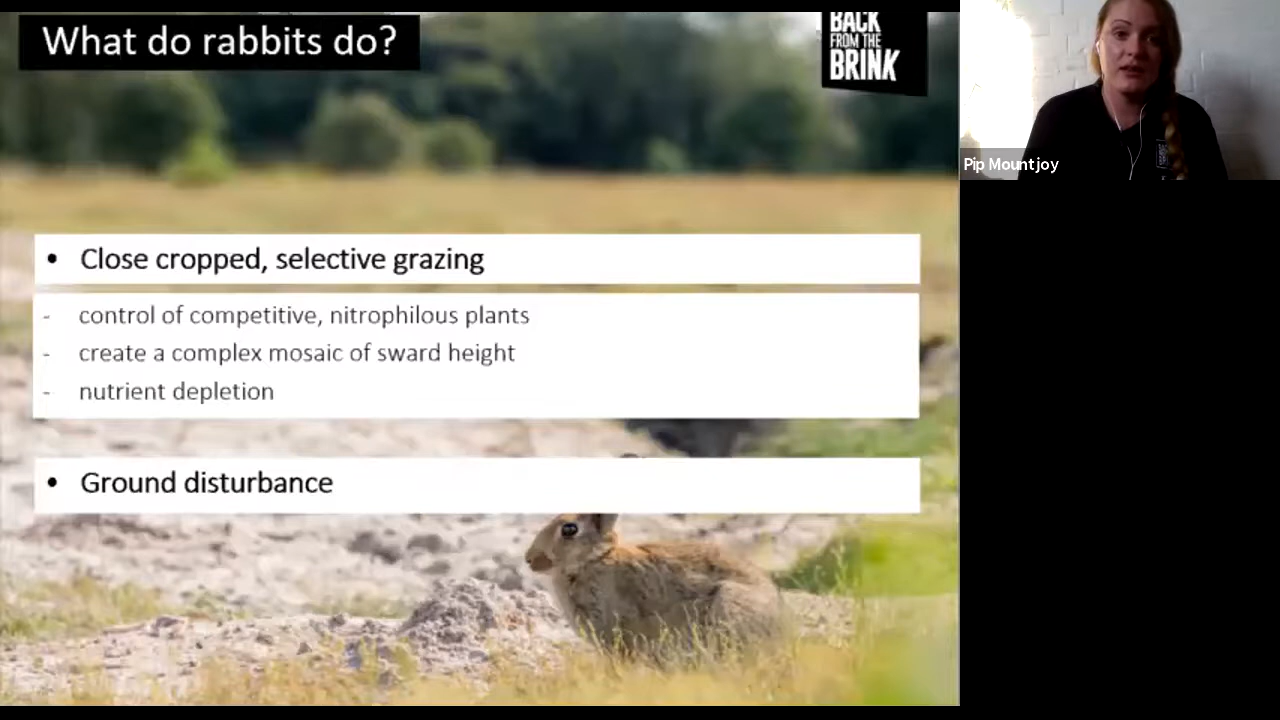 What do rabbits do?
BACK
FROM THE
BRINK
Pip Mountjoy
• Close cropped, selective grazing
- control of competitive, nitrophilous plants
- create a complex mosaic of sward height
- nutrient depletion
• Ground disturbance